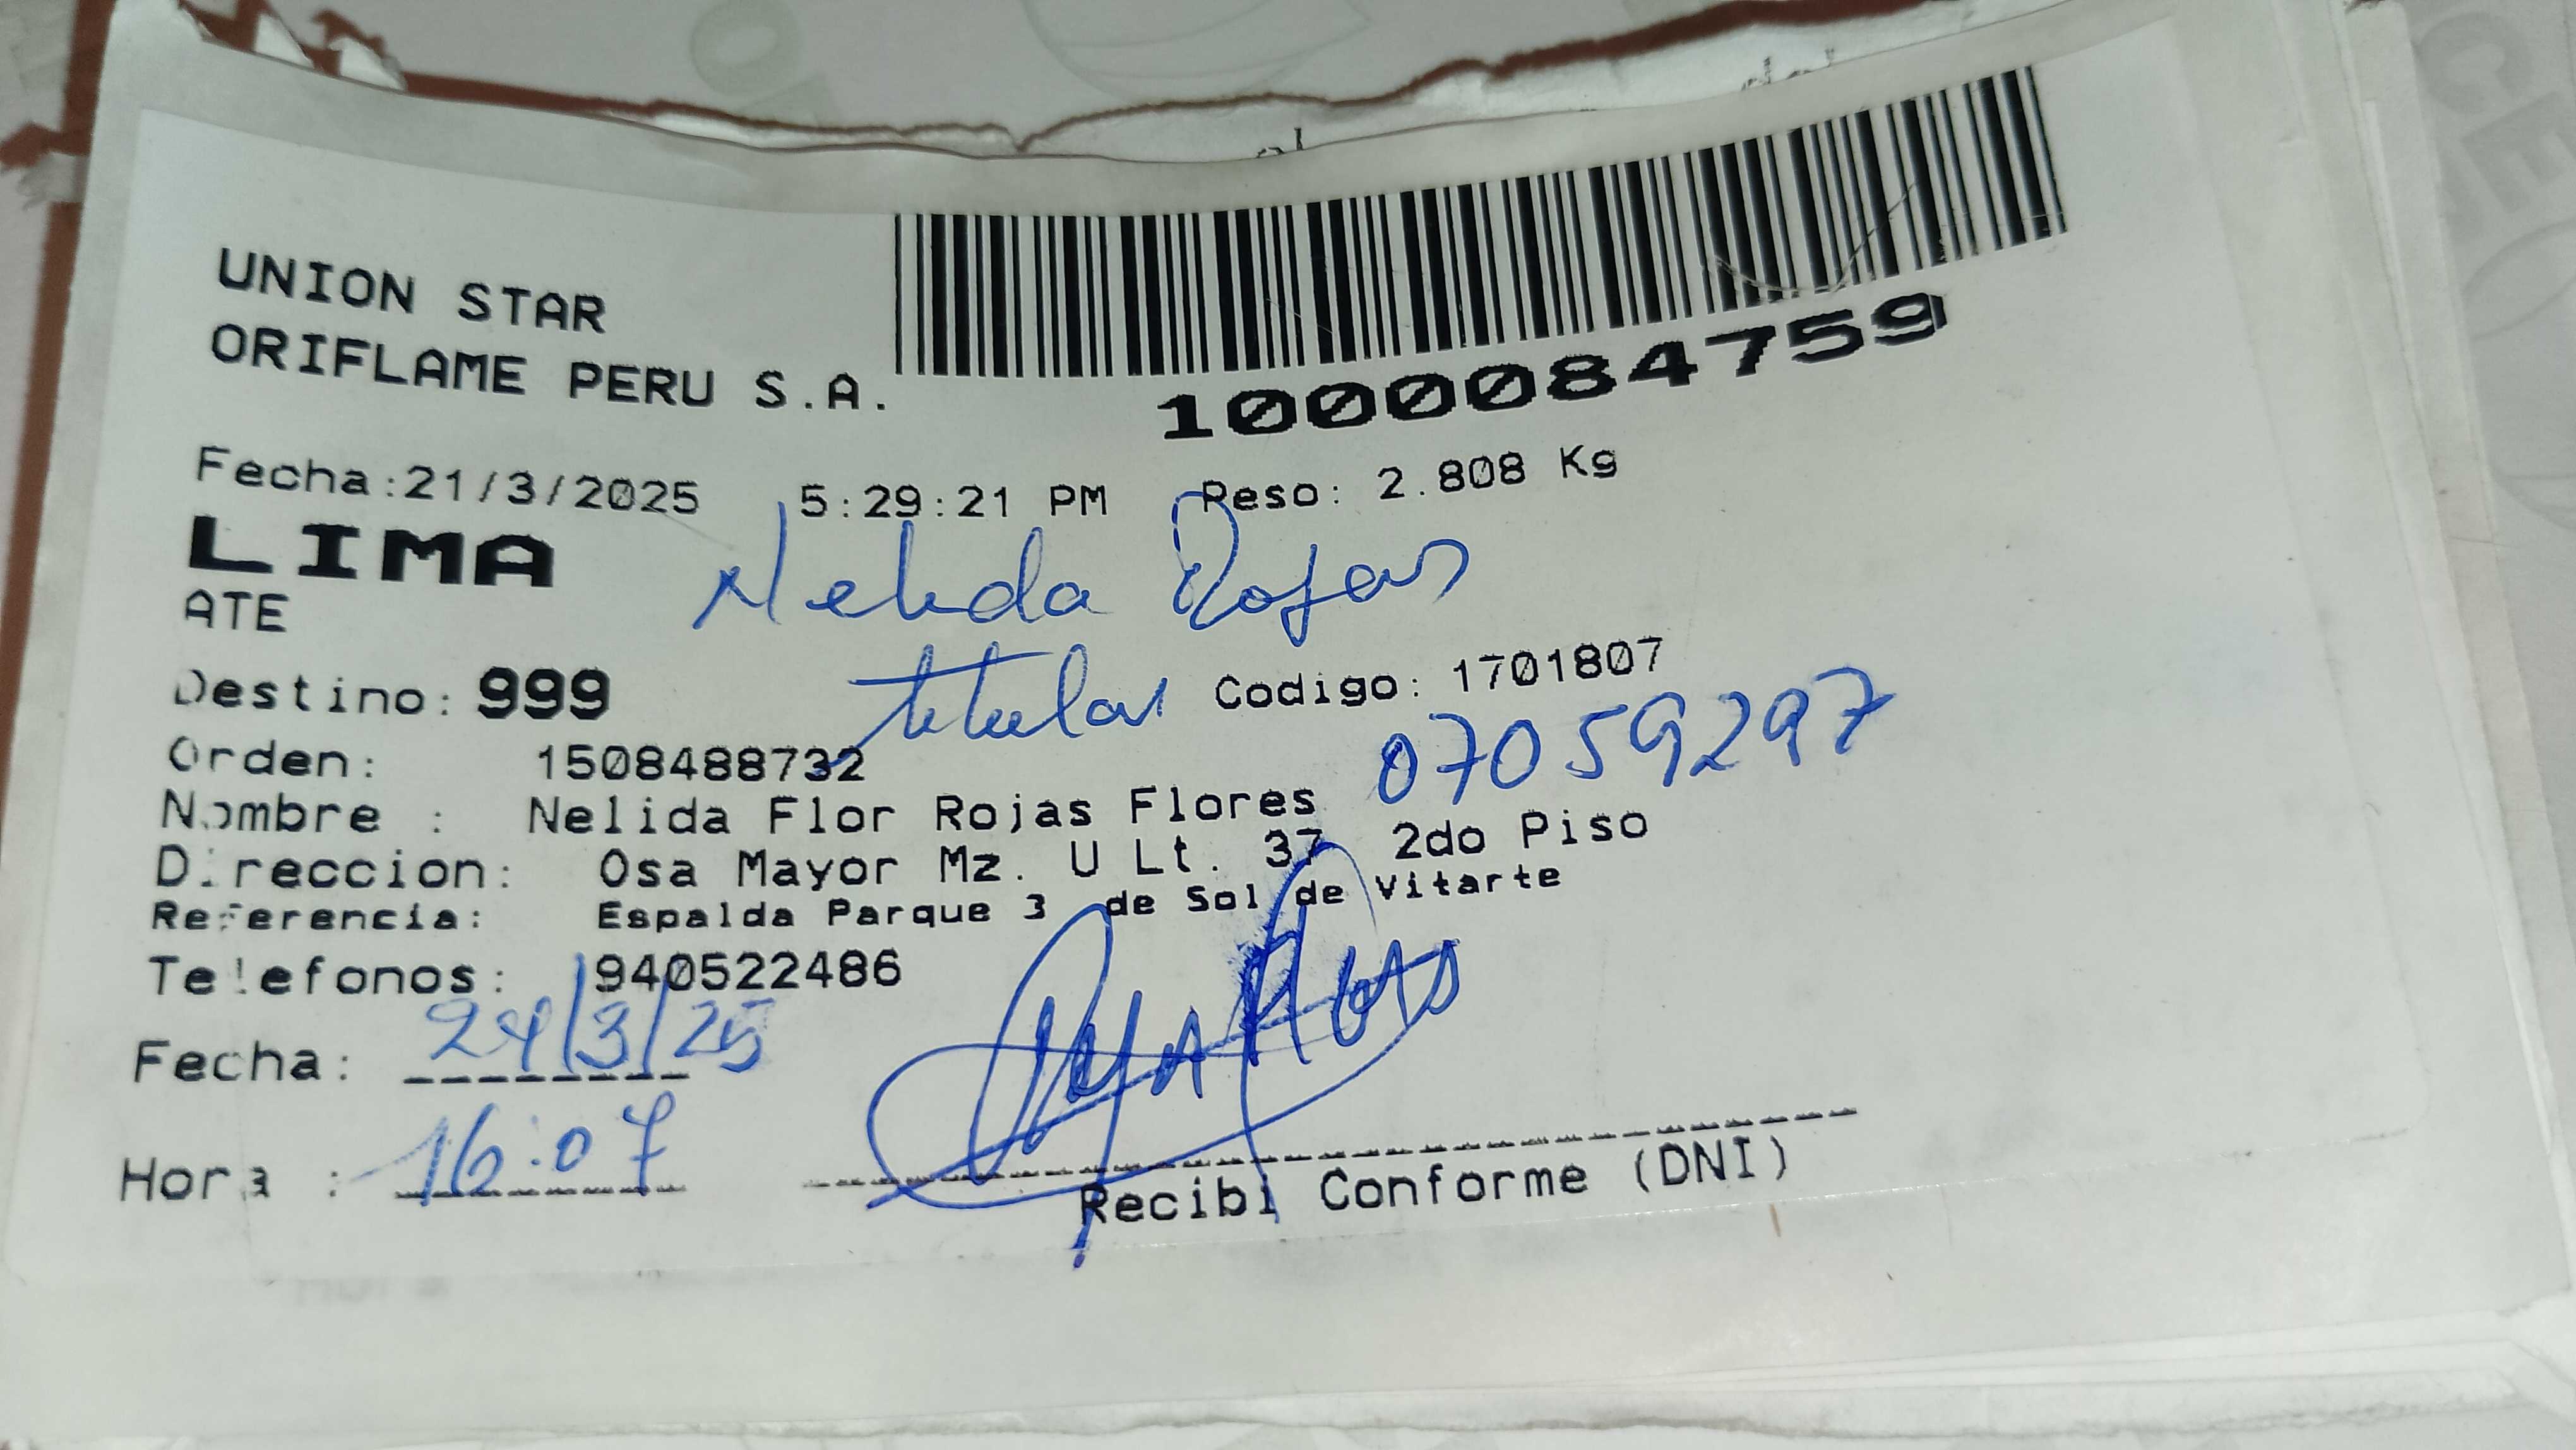 UNION STAR
ORIFLAME PERU S.A.
1000084759
Fecha:21/3/2025 5:29:21 PM Peso: 2.808 Kg
LIMA
Nelida Rojas
ATE
titular
Destino: 999 Codigo: 1701807
07059297
Orden: 1508488732
Nombre : Nelida Flor Rojas Flores
Direccion: Osa Mayor Mz. U Lt. 37 2do Piso
Referencia: Espalda Parque 3 de Sol de Vitarte
Telefonos: 940522486
Fecha: 24/3/25
Hora : 16:07
Recibi Conforme (DNI)